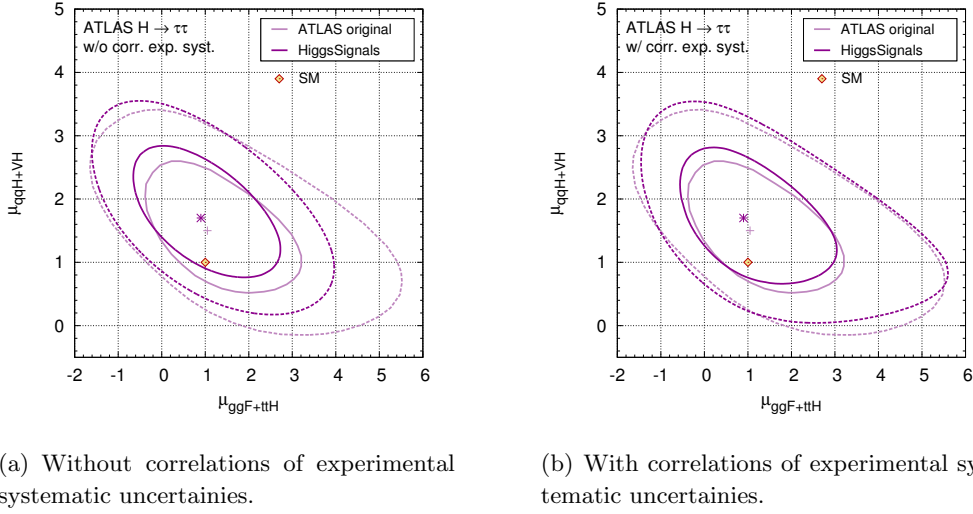 ATLAS H → ττ
w/o corr. exp. syst.
ATLAS original
HiggsSignals
SM
5
4
3
2
1
0
μqqH+VH
-2 -1 0 1 2 3 4 5 6
μggF+ttH
ATLAS H → ττ
w/ corr. exp. syst.
ATLAS original
HiggsSignals
SM
5
4
3
2
1
0
μqqH+VH
-2 -1 0 1 2 3 4 5 6
μggF+ttH
(a) Without correlations of experimental
systematic uncertainies.
(b) With correlations of experimental sy
tematic uncertainies.